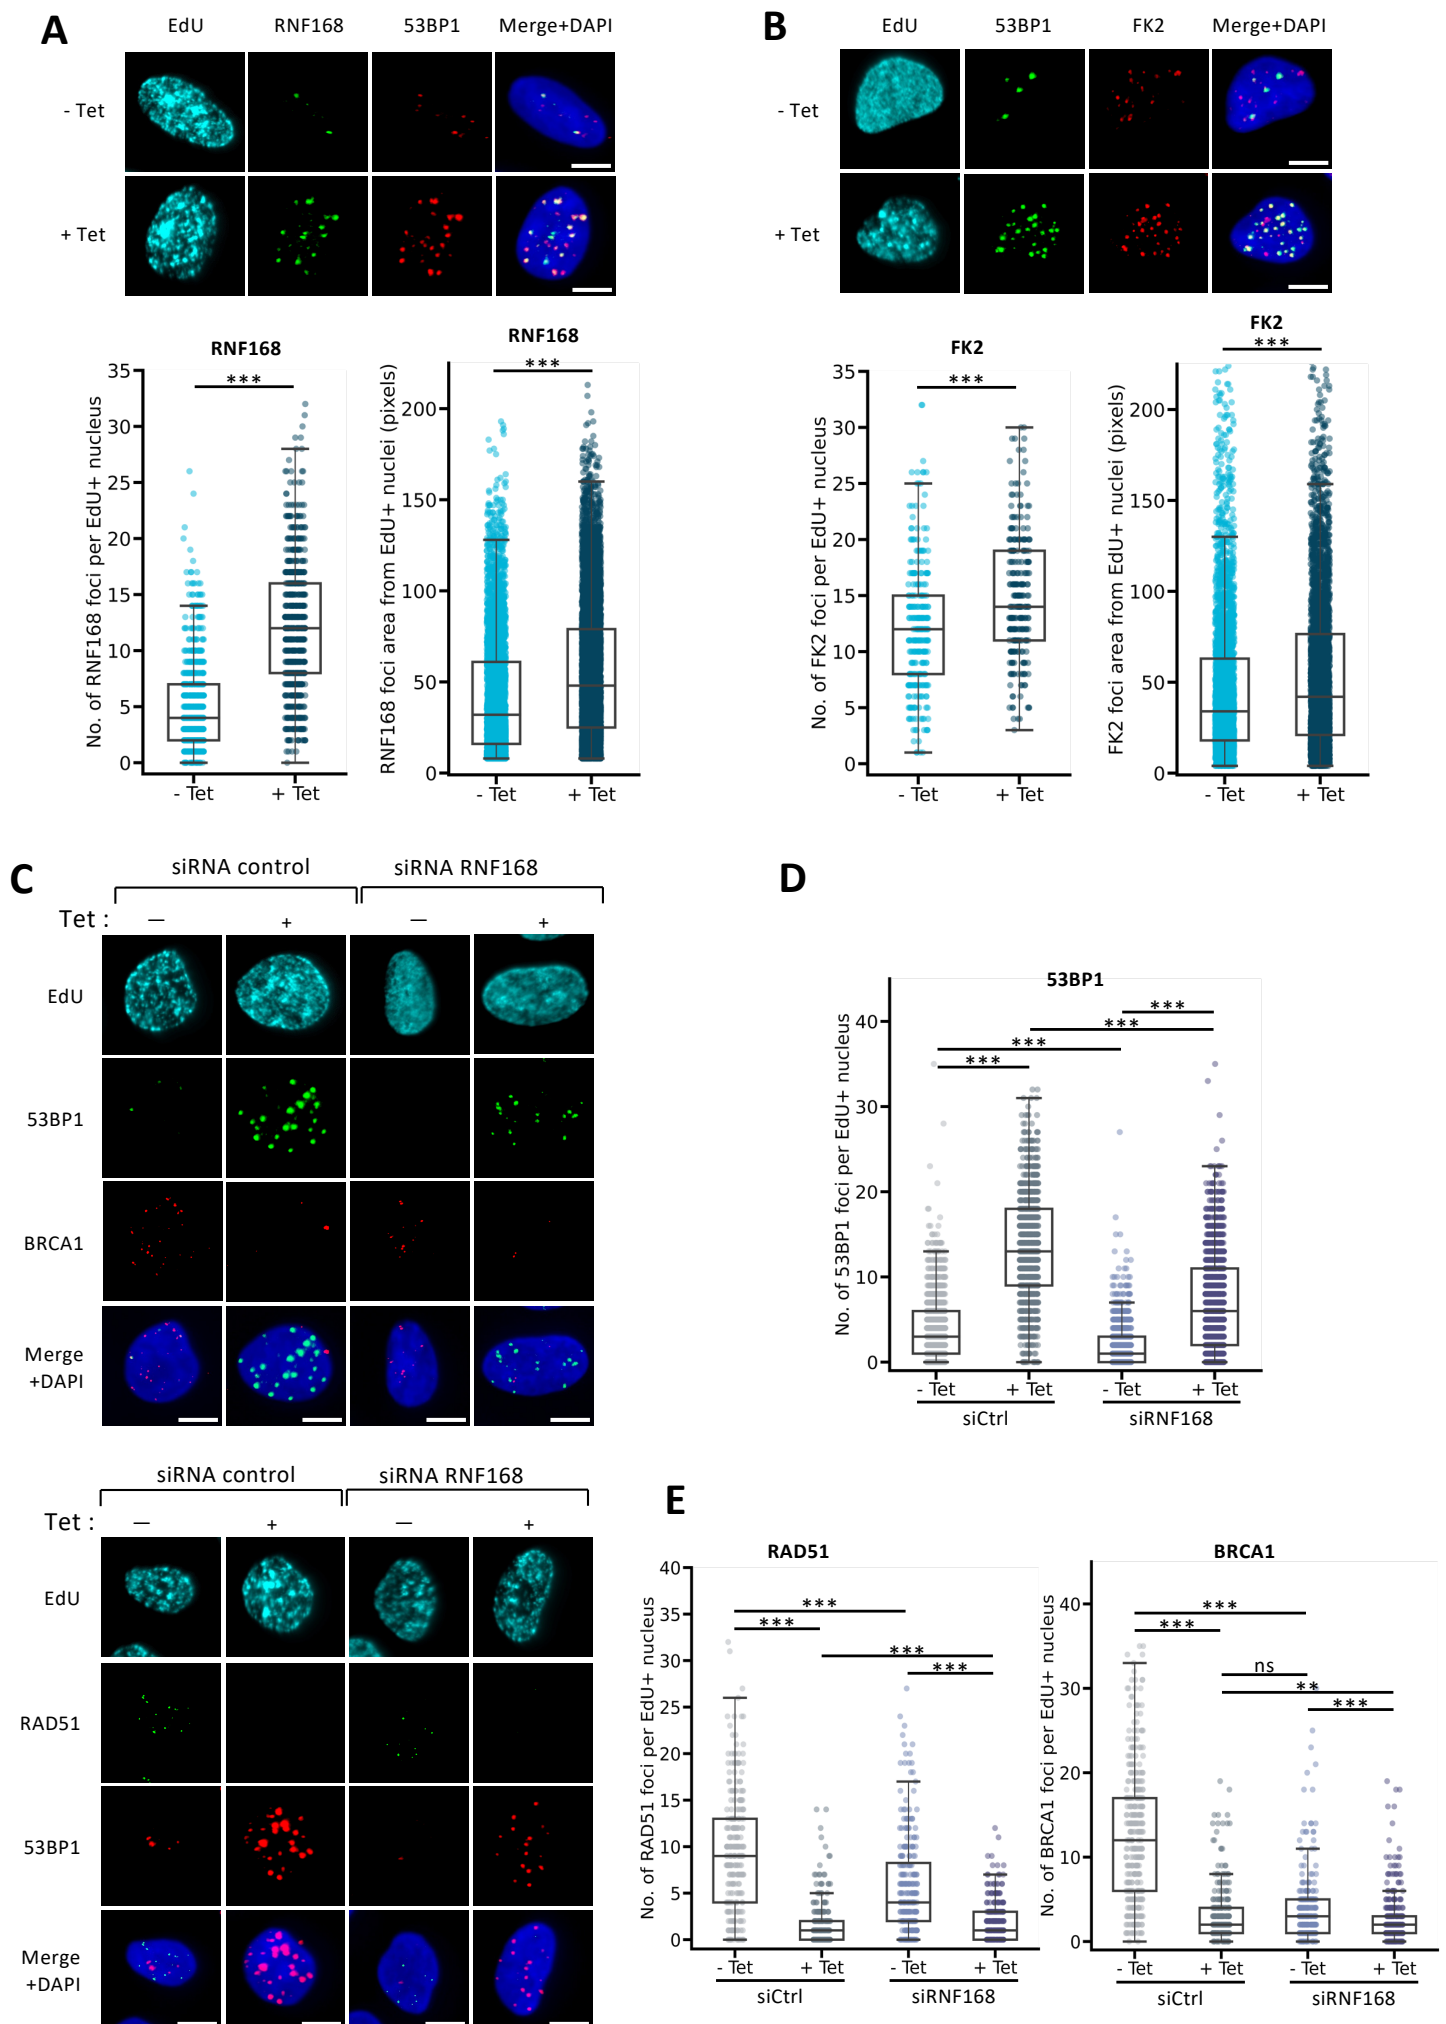 A
EdU RNF168 53BP1 Merge+DAPI
- Tet
+ Tet
RNF168
No. of RNF168 foci per EdU+ nucleus
35
30
25
20
15
10
5
0
***
- Tet + Tet
RNF168
RNF168 foci area from EdU+ nuclei (pixels)
200
150
100
50
0
***
- Tet + Tet
B
EdU 53BP1 FK2 Merge+DAPI
- Tet
+ Tet
FK2
No. of FK2 foci per EdU+ nucleus
35
30
25
20
15
10
5
0
***
- Tet + Tet
FK2
FK2 foci area from EdU+ nuclei (pixels)
200
150
100
50
0
***
- Tet + Tet
C
siRNA control siRNA RNF168
Tet : — + — +
EdU
53BP1
BRCA1
Merge
+DAPI
siRNA control siRNA RNF168
Tet : — + — +
EdU
RAD51
53BP1
Merge
+DAPI
D
53BP1
No. of 53BP1 foci per EdU+ nucleus
40
30
20
10
0
***
***
***
***
- Tet + Tet - Tet + Tet
siCtrl siRNF168
E
RAD51
No. of RAD51 foci per EdU+ nucleus
40
35
30
25
20
15
10
5
0
***
***
***
***
- Tet + Tet - Tet + Tet
siCtrl siRNF168
BRCA1
No. of BRCA1 foci per EdU+ nucleus
40
30
20
10
0
***
***
ns
**
***
- Tet + Tet - Tet + Tet
siCtrl siRNF168